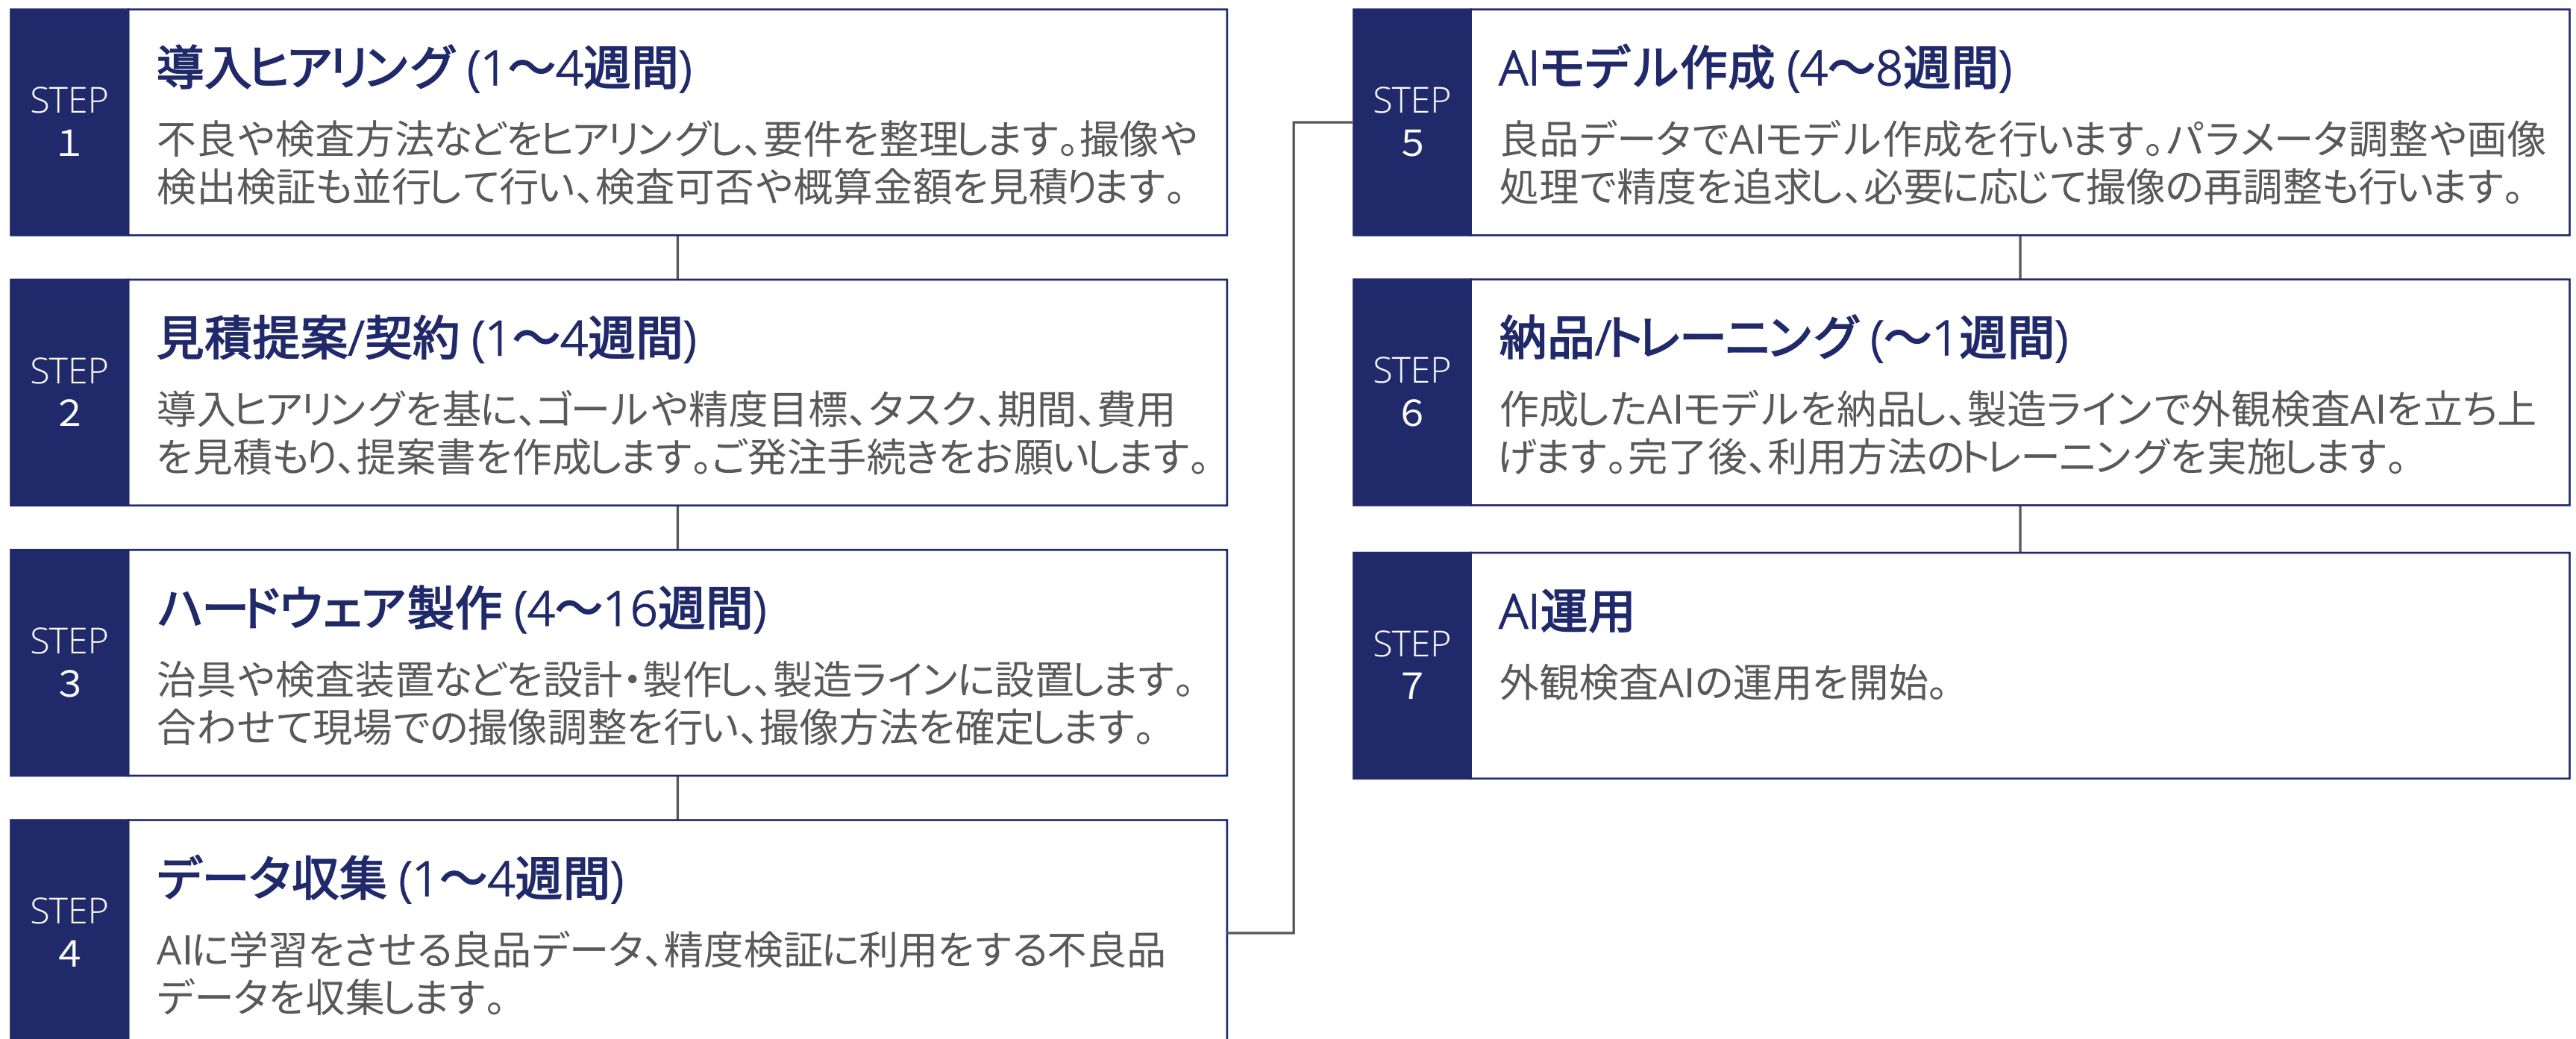 STEP
1
導入ヒアリング (1〜4週間)
不良や検査方法などをヒアリングし、要件を整理します。撮像や
検出検証も並行して行い、検査可否や概算金額を見積ります。
STEP
2
見積提案/契約 (1〜4週間)
導入ヒアリングを基に、ゴールや精度目標、タスク、期間、費用
を見積もり、提案書を作成します。ご発注手続きをお願いします。
STEP
3
ハードウェア製作 (4〜16週間)
治具や検査装置などを設計・製作し、製造ラインに設置します。
合わせて現場での撮像調整を行い、撮像方法を確定します。
STEP
4
データ収集 (1〜4週間)
AIに学習をさせる良品データ、精度検証に利用をする不良品
データを収集します。
STEP
5
AIモデル作成 (4〜8週間)
良品データでAIモデル作成を行います。パラメータ調整や画像
処理で精度を追求し、必要に応じて撮像の再調整も行います。
STEP
6
納品/トレーニング (〜1週間)
作成したAIモデルを納品し、製造ラインで外観検査AIを立ち上
げます。完了後、利用方法のトレーニングを実施します。
STEP
7
AI運用
外観検査AIの運用を開始。